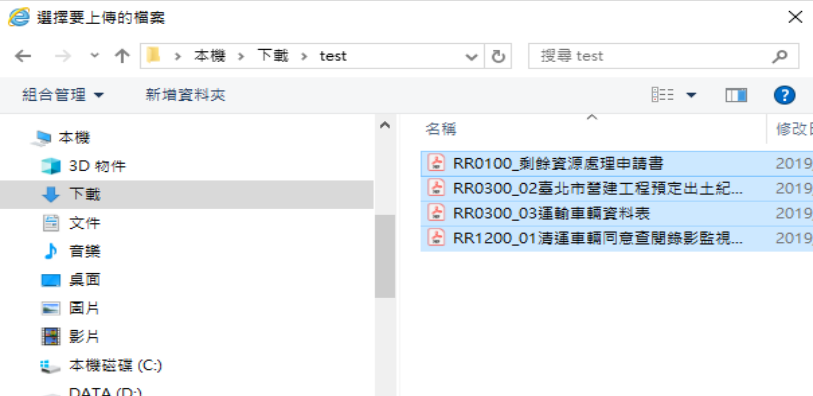 選擇要上傳的檔案
本機 › 下載 › test
搜尋 test
組合管理 新增資料夾
本機
3D 物件
下載
文件
音樂
桌面
圖片
影片
本機磁碟 (C:)
DATA (D:)
名稱 修改日
RR0100_剩餘資源處理申請書 2019
RR0300_02臺北市營建工程預定出土紀... 2019
RR0300_03運輸車輛資料表 2019
RR1200_01清運車輛同意查閱錄影監視... 2019